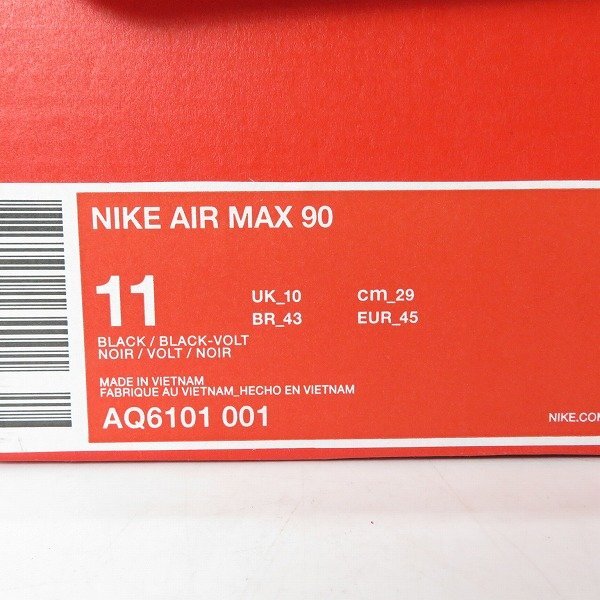 NIKE AIR MAX 90
11
UK_10 cm_29
BR_43 EUR_45
BLACK / BLACK-VOLT
NOIR / VOLT / NOIR
MADE IN VIETNAM
FABRIQUE AU VIETNAM_HECHO EN VIETNAM
AQ6101 001
NIKE.COM